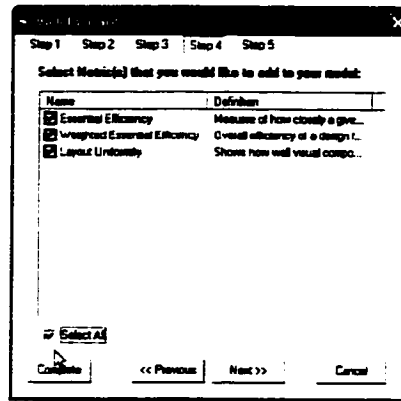 Step 1 Step 2 Step 3 Step 4 Step 5
Select Metric(s) that you would like to add to your model:
Name Definition
Essential Efficiency Measure of how closely a give...
Weighted Essential Efficiency Overall efficiency of a design f...
Layout Uniformity Shows how well visual compo...
Select All
Complete << Previous Next >> Cancel